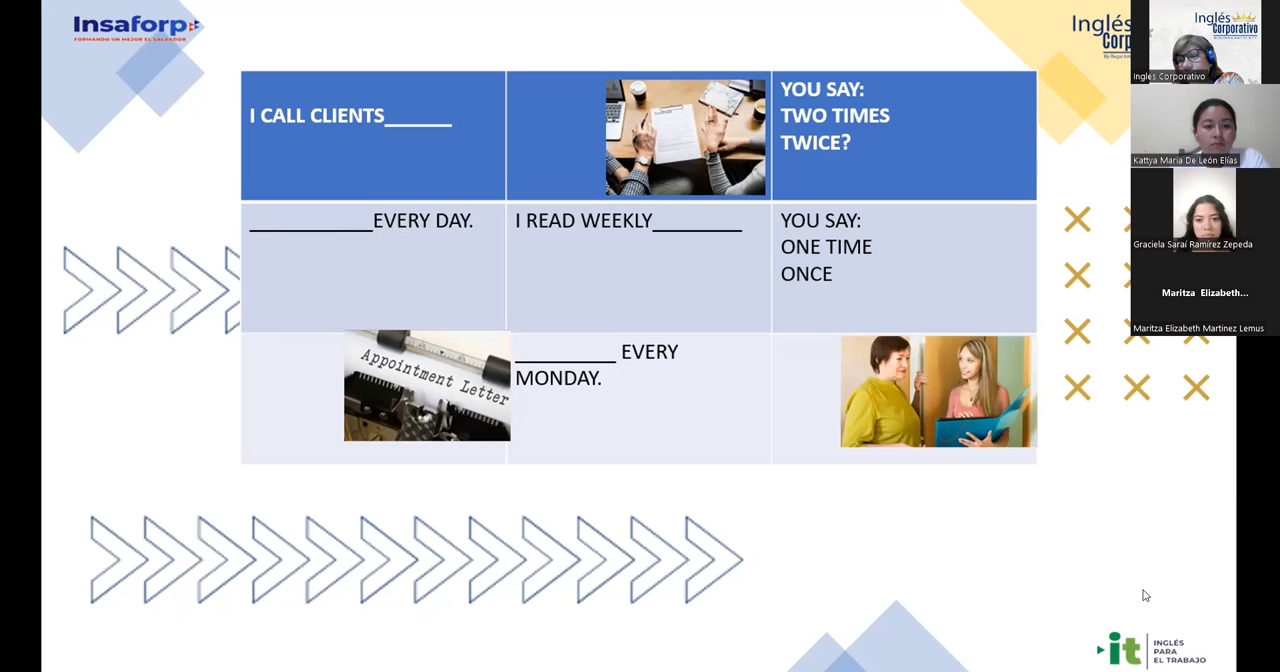 Insaforp
FORMANDO UN MEJOR EL SALVADOR
Inglés
Corp
Inglés
Corporativo
Ingles Corporativo
Kattya María De León Elías
Graciela Saraí Ramírez Zepeda
Maritza Elizabeth...
Maritza Elizabeth Martinez Lemus
I CALL CLIENTS______
YOU SAY:
TWO TIMES
TWICE?
____________EVERY DAY.
I READ WEEKLY_________
YOU SAY:
ONE TIME
ONCE
Appointment Letter
__________ EVERY
MONDAY.
it
INGLÉS
PARA
EL TRABAJO